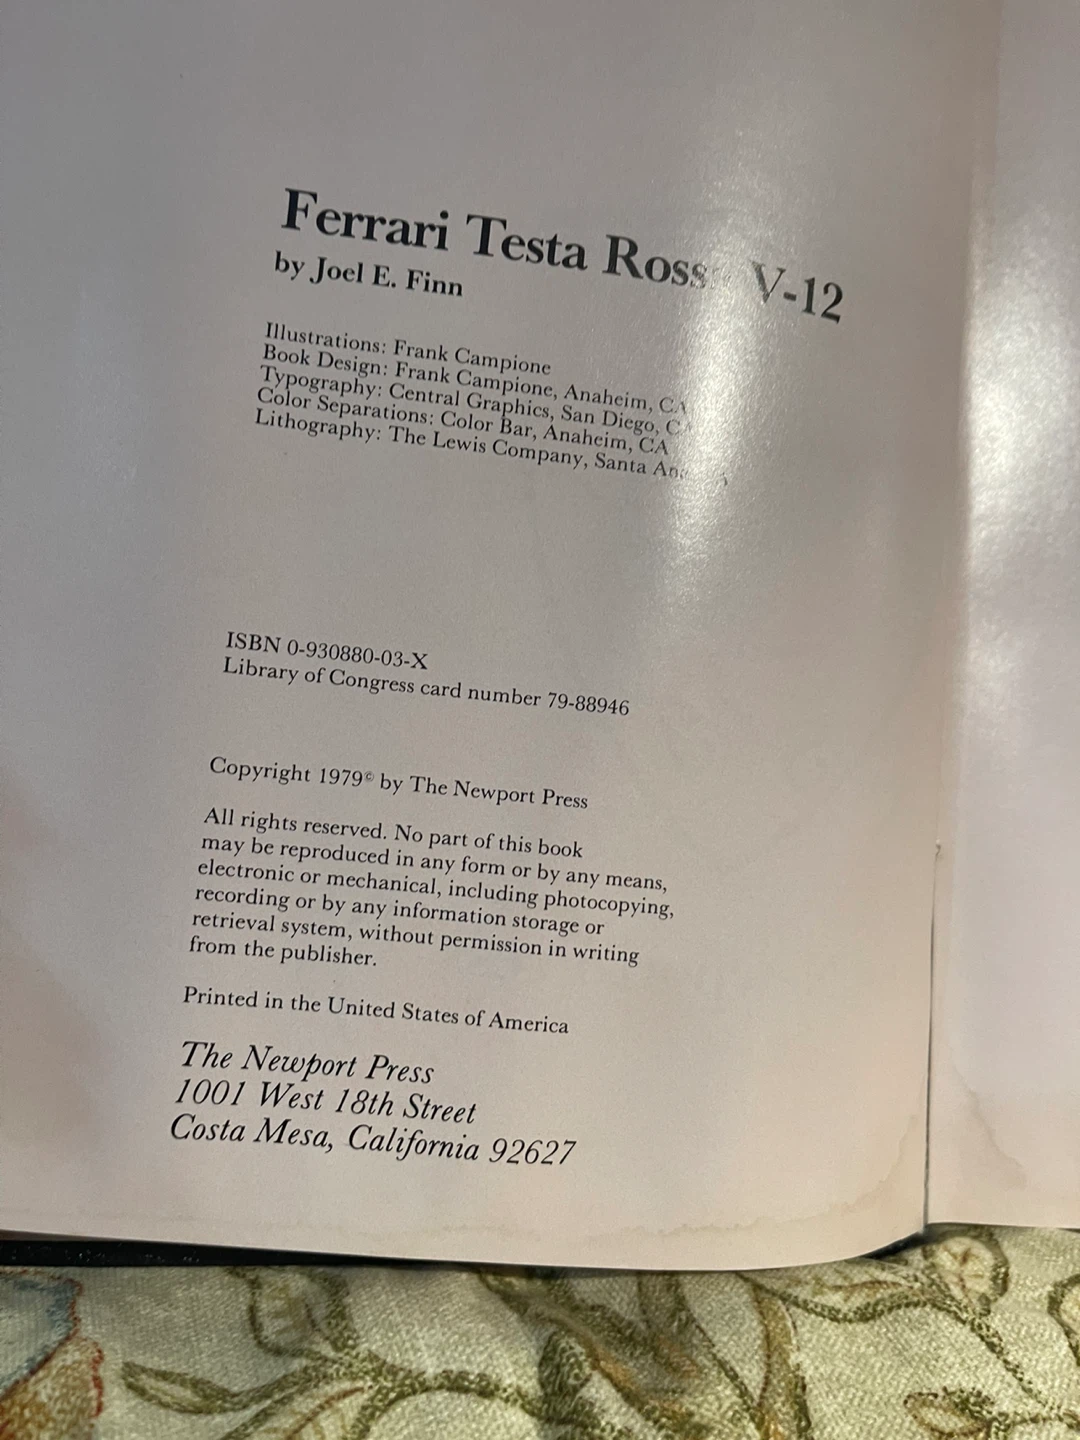 Ferrari Testa Rossa V-12
by Joel E. Finn
Illustrations: Frank Campione
Book Design: Frank Campione, Anaheim, CA
Typography: Central Graphics, San Diego, CA
Color Separations: Color Bar, Anaheim, CA
Lithography: The Lewis Company, Santa
ISBN 0-930880-03-X
Library of Congress card number 79-88946
Copyright 1979© by The Newport Press
All rights reserved. No part of this book
may be reproduced in any form or by any means,
electronic or mechanical, including photocopying,
recording or by any information storage or
retrieval system, without permission in writing
from the publisher.
Printed in the United States of America
The Newport Press
1001 West 18th Street
Costa Mesa, California 92627